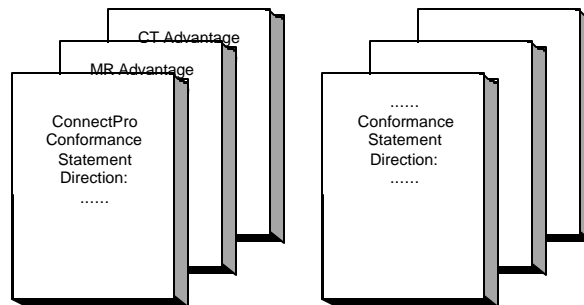 CT Advantage
MR Advantage
ConnectPro
Conformance
Statement
Direction:
......
......
Conformance
Statement
Direction:
......